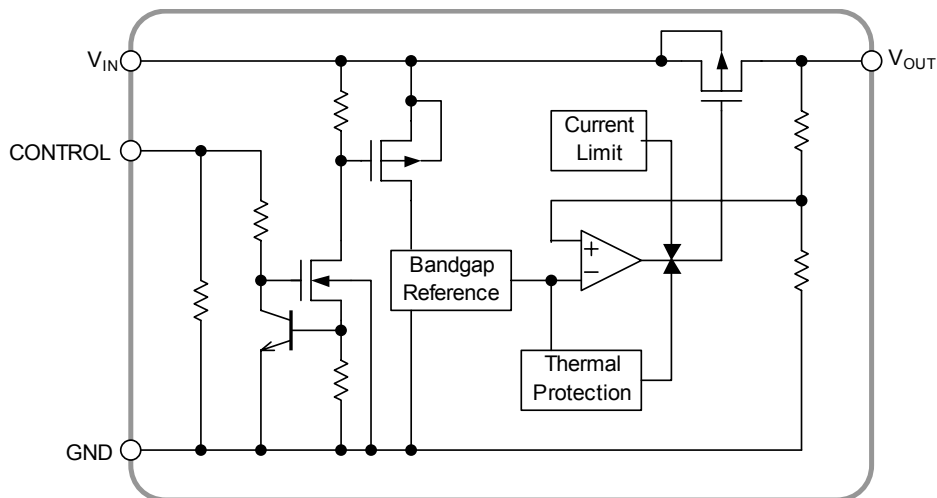 V_IN
V_OUT
Current
Limit
CONTROL
+
−
Bandgap
Reference
Thermal
Protection
GND